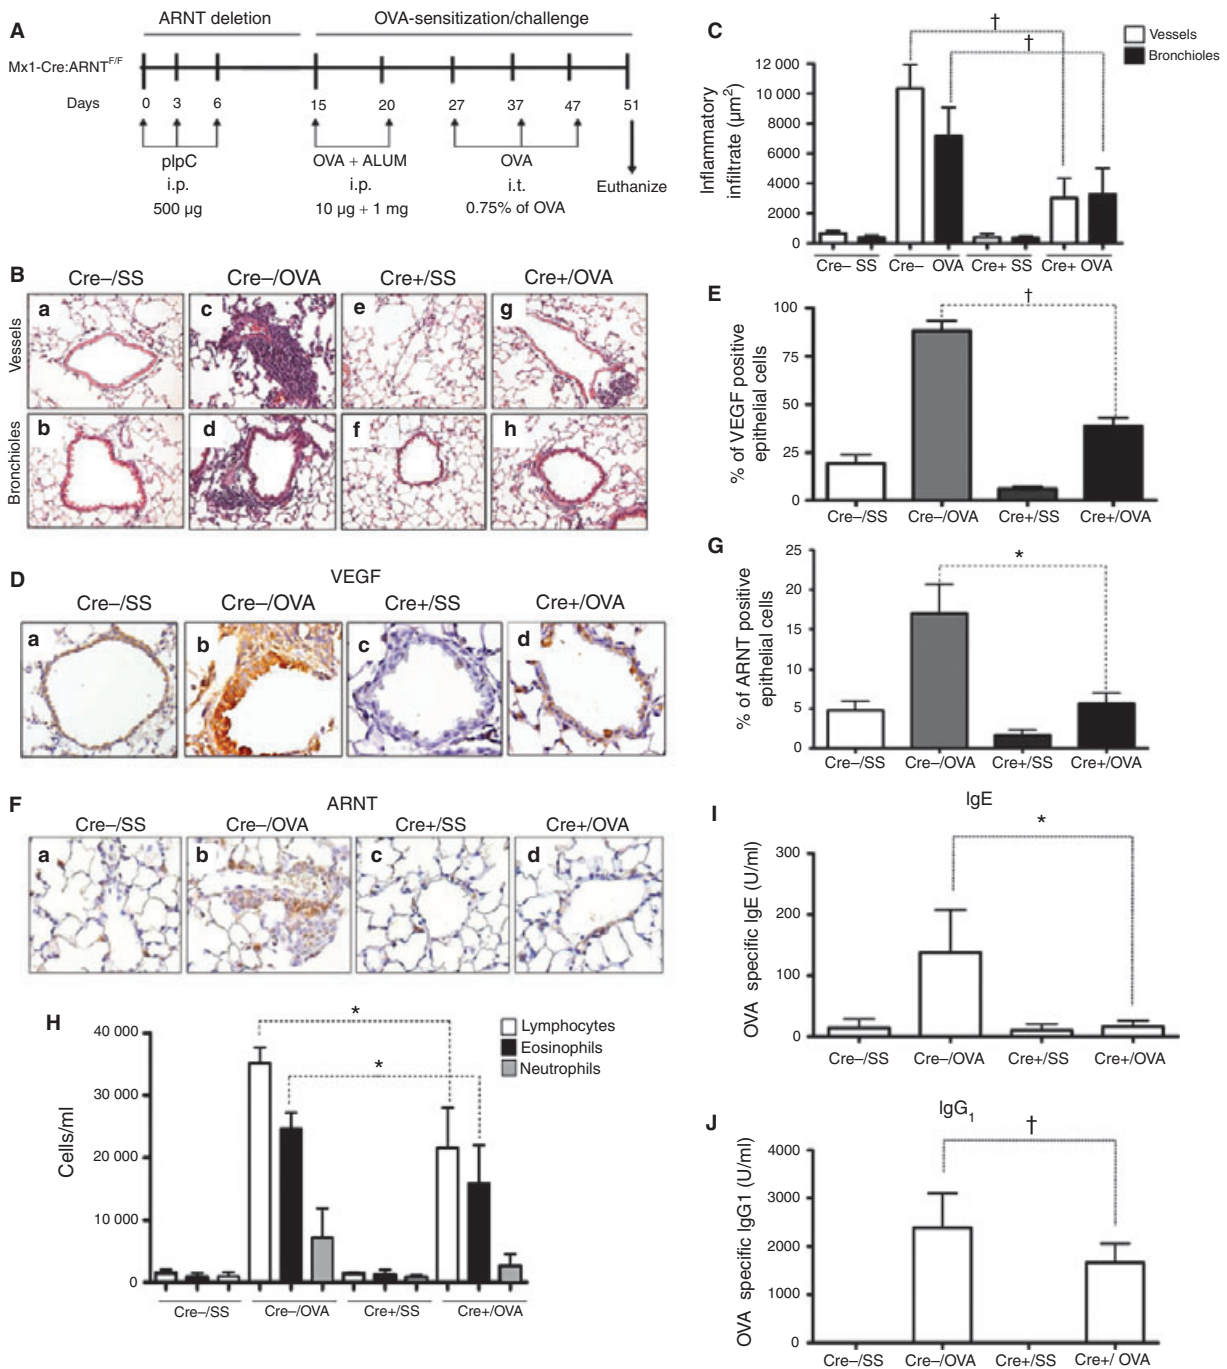 A
ARNT deletion
OVA-sensitization/challenge
Mx1-Cre:ARNT^F/F
Days
0 3 6 15 20 27 37 47 51
pIpC
i.p.
500 µg
OVA + ALUM
i.p.
10 µg + 1 mg
OVA
i.t.
0.75% of OVA
Euthanize
B
Cre–/SS Cre–/OVA Cre+/SS Cre+/OVA
Vessels
a c e g
Bronchioles
b d f h
C
Vessels
Bronchioles
† †
Inflammatory
infiltrate (µm²)
12 000
10 000
8000
6000
4000
2000
0
Cre– SS Cre– OVA Cre+ SS Cre+ OVA
D
VEGF
Cre–/SS Cre–/OVA Cre+/SS Cre+/OVA
a b c d
E
†
% of VEGF positive
epithelial cells
100
75
50
25
0
Cre–/SS Cre–/OVA Cre+/SS Cre+/OVA
F
ARNT
Cre–/SS Cre–/OVA Cre+/SS Cre+/OVA
a b c d
G
*
% of ARNT positive
epithelial cells
25
20
15
10
5
0
Cre–/SS Cre–/OVA Cre+/SS Cre+/OVA
H
Lymphocytes
Eosinophils
Neutrophils
* *
Cells/ml
40 000
30 000
20 000
10 000
0
Cre–/SS Cre–/OVA Cre+/SS Cre+/OVA
I
IgE
*
OVA specific IgE (U/ml)
300
200
100
0
Cre–/SS Cre–/OVA Cre+/SS Cre+/OVA
J
IgG₁
†
OVA specific IgG1 (U/ml)
4000
3000
2000
1000
0
Cre–/SS Cre–/OVA Cre+/SS Cre+/ OVA